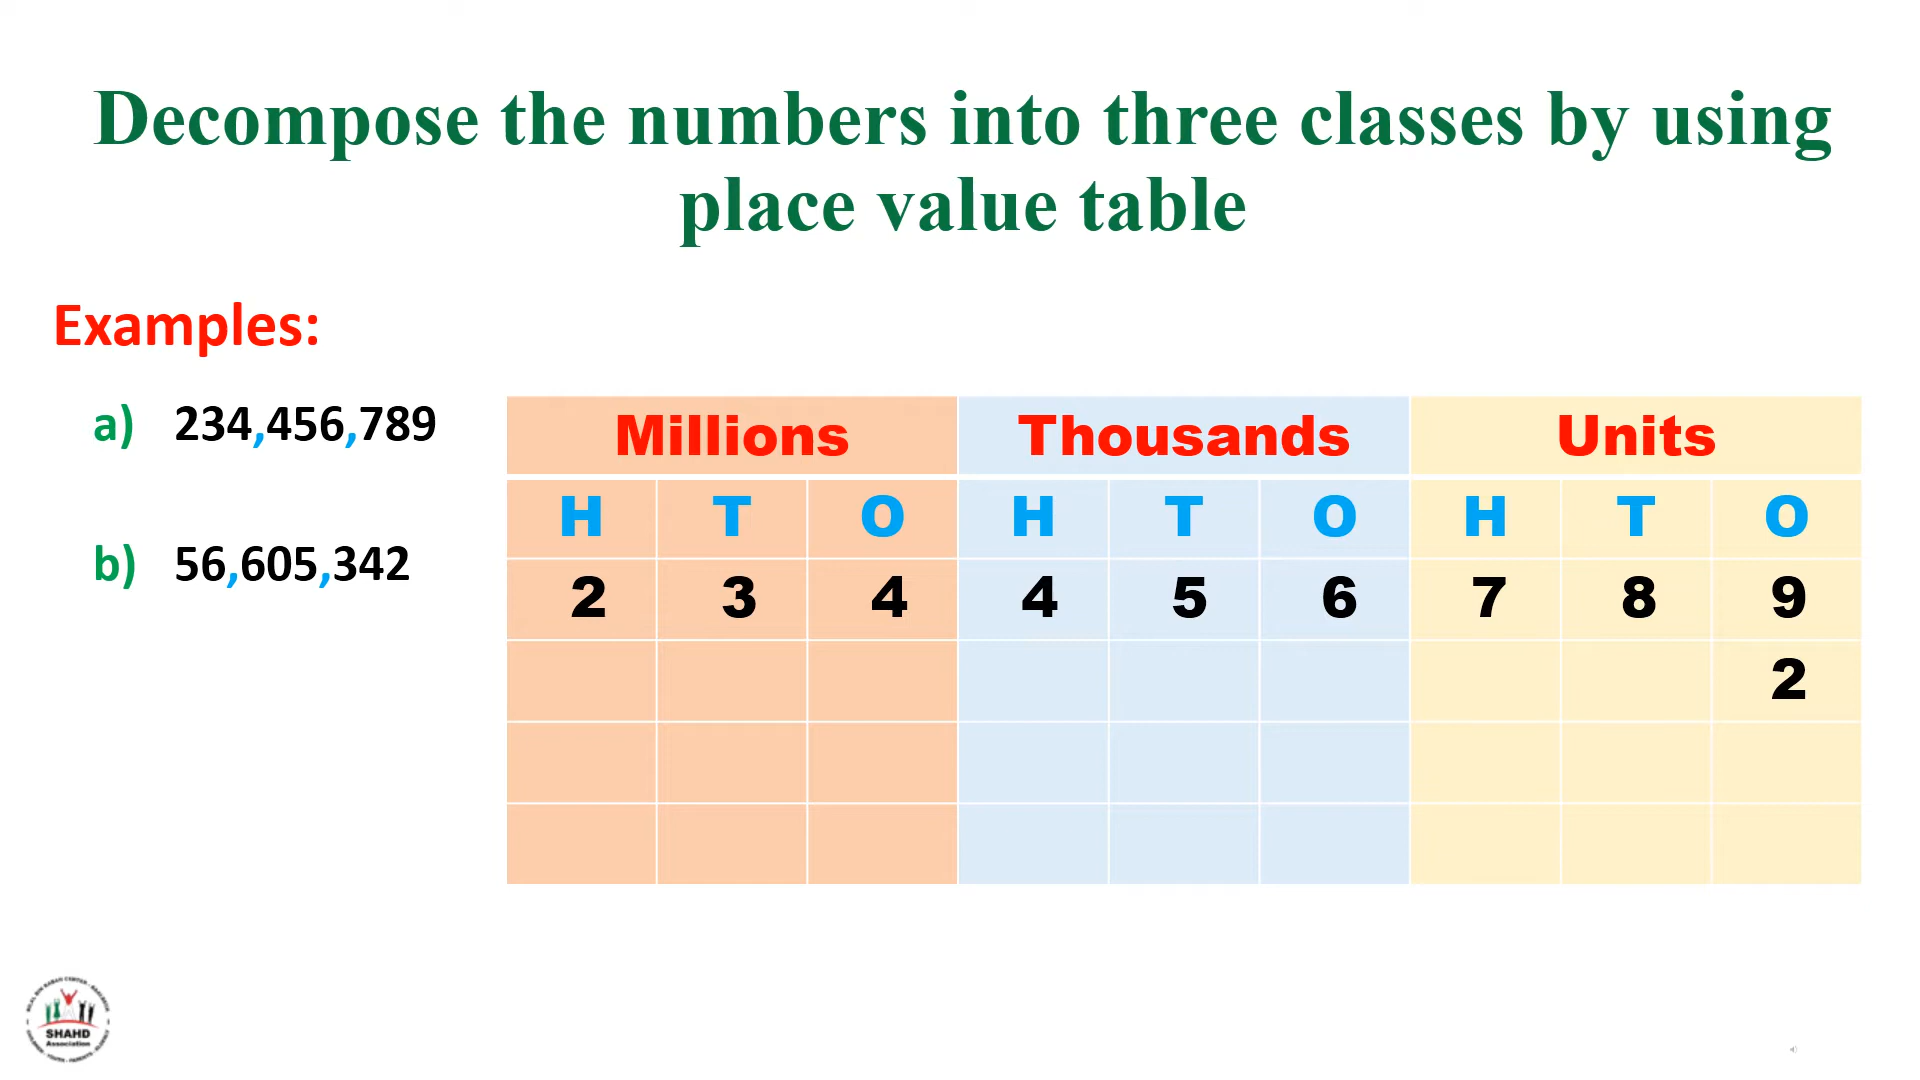 Decompose the numbers into three classes by using
place value table
Examples:
a) 234,456,789
b) 56,605,342
Millions Thousands Units
H T O H T O H T O
2 3 4 4 5 6 7 8 9
2
SHAHD
Association